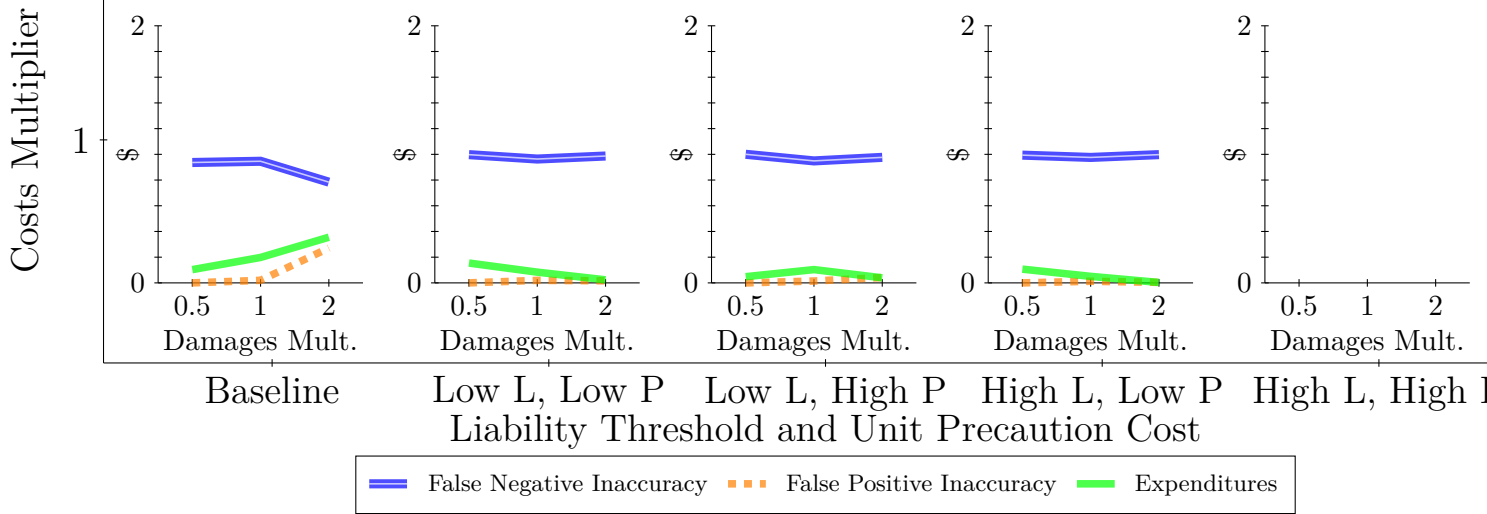 Costs Multiplier
1
2 2 2 2 2
$ $ $ $ $
0 0 0 0 0
0.5 1 2 0.5 1 2 0.5 1 2 0.5 1 2 0.5 1 2
Damages Mult. Damages Mult. Damages Mult. Damages Mult. Damages Mult.
Baseline Low L, Low P Low L, High P High L, Low P High L, High P
Liability Threshold and Unit Precaution Cost
False Negative Inaccuracy False Positive Inaccuracy Expenditures